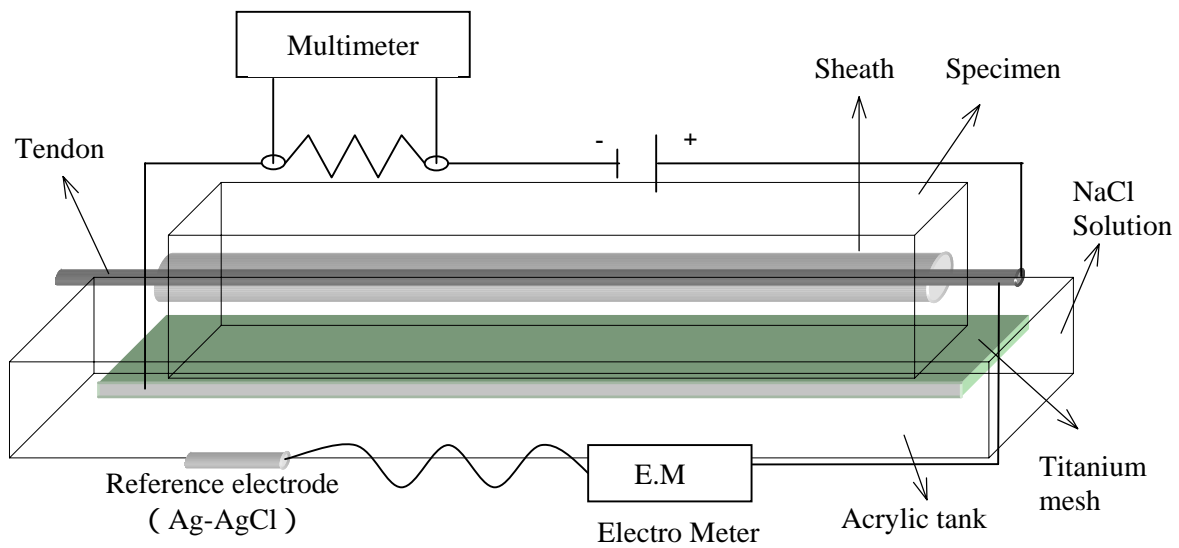 Multimeter
Sheath
Specimen
Tendon
- +
NaCl
Solution
E.M
Electro Meter
Reference electrode
( Ag-AgCl )
Acrylic tank
Titanium
mesh